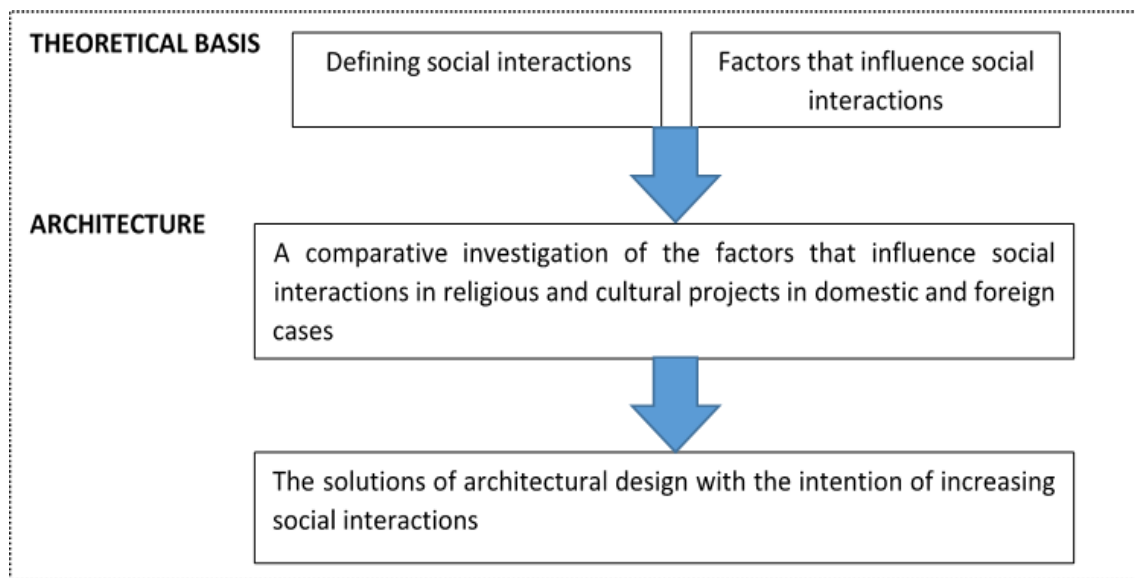 THEORETICAL BASIS
Defining social interactions
Factors that influence social
interactions
ARCHITECTURE
A comparative investigation of the factors that influence social
interactions in religious and cultural projects in domestic and foreign
cases
The solutions of architectural design with the intention of increasing
social interactions